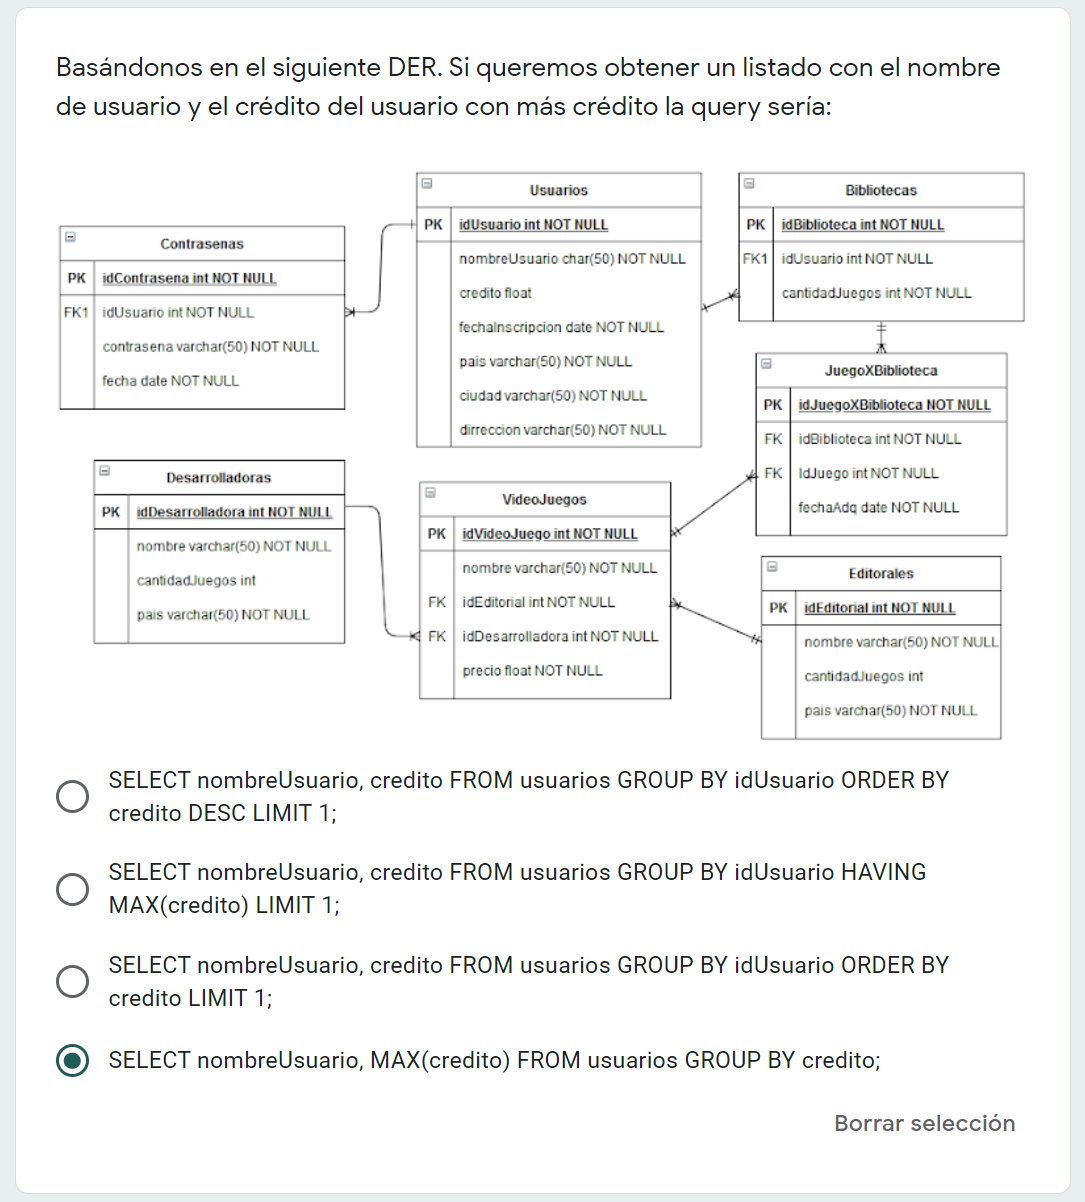 Basándonos en el siguiente DER. Si queremos obtener un listado con el nombre
de usuario y el crédito del usuario con más crédito la query sería:
Contrasenas
PK idContrasena int NOT NULL
FK1 idUsuario int NOT NULL
contrasena varchar(50) NOT NULL
fecha date NOT NULL
Usuarios
PK idUsuario int NOT NULL
nombreUsuario char(50) NOT NULL
credito float
fechaInscripcion date NOT NULL
pais varchar(50) NOT NULL
ciudad varchar(50) NOT NULL
dirreccion varchar(50) NOT NULL
Bibliotecas
PK idBiblioteca int NOT NULL
FK1 idUsuario int NOT NULL
cantidadJuegos int NOT NULL
JuegoXBiblioteca
PK idJuegoXBiblioteca NOT NULL
FK idBiblioteca int NOT NULL
FK IdJuego int NOT NULL
fechaAdq date NOT NULL
Desarrolladoras
PK idDesarrolladora int NOT NULL
nombre varchar(50) NOT NULL
cantidadJuegos int
pais varchar(50) NOT NULL
VideoJuegos
PK idVideoJuego int NOT NULL
nombre varchar(50) NOT NULL
FK idEditorial int NOT NULL
FK idDesarrolladora int NOT NULL
precio float NOT NULL
Editorales
PK idEditorial int NOT NULL
nombre varchar(50) NOT NULL
cantidadJuegos int
pais varchar(50) NOT NULL
SELECT nombreUsuario, credito FROM usuarios GROUP BY idUsuario ORDER BY
credito DESC LIMIT 1;
SELECT nombreUsuario, credito FROM usuarios GROUP BY idUsuario HAVING
MAX(credito) LIMIT 1;
SELECT nombreUsuario, credito FROM usuarios GROUP BY idUsuario ORDER BY
credito LIMIT 1;
SELECT nombreUsuario, MAX(credito) FROM usuarios GROUP BY credito;
Borrar selección